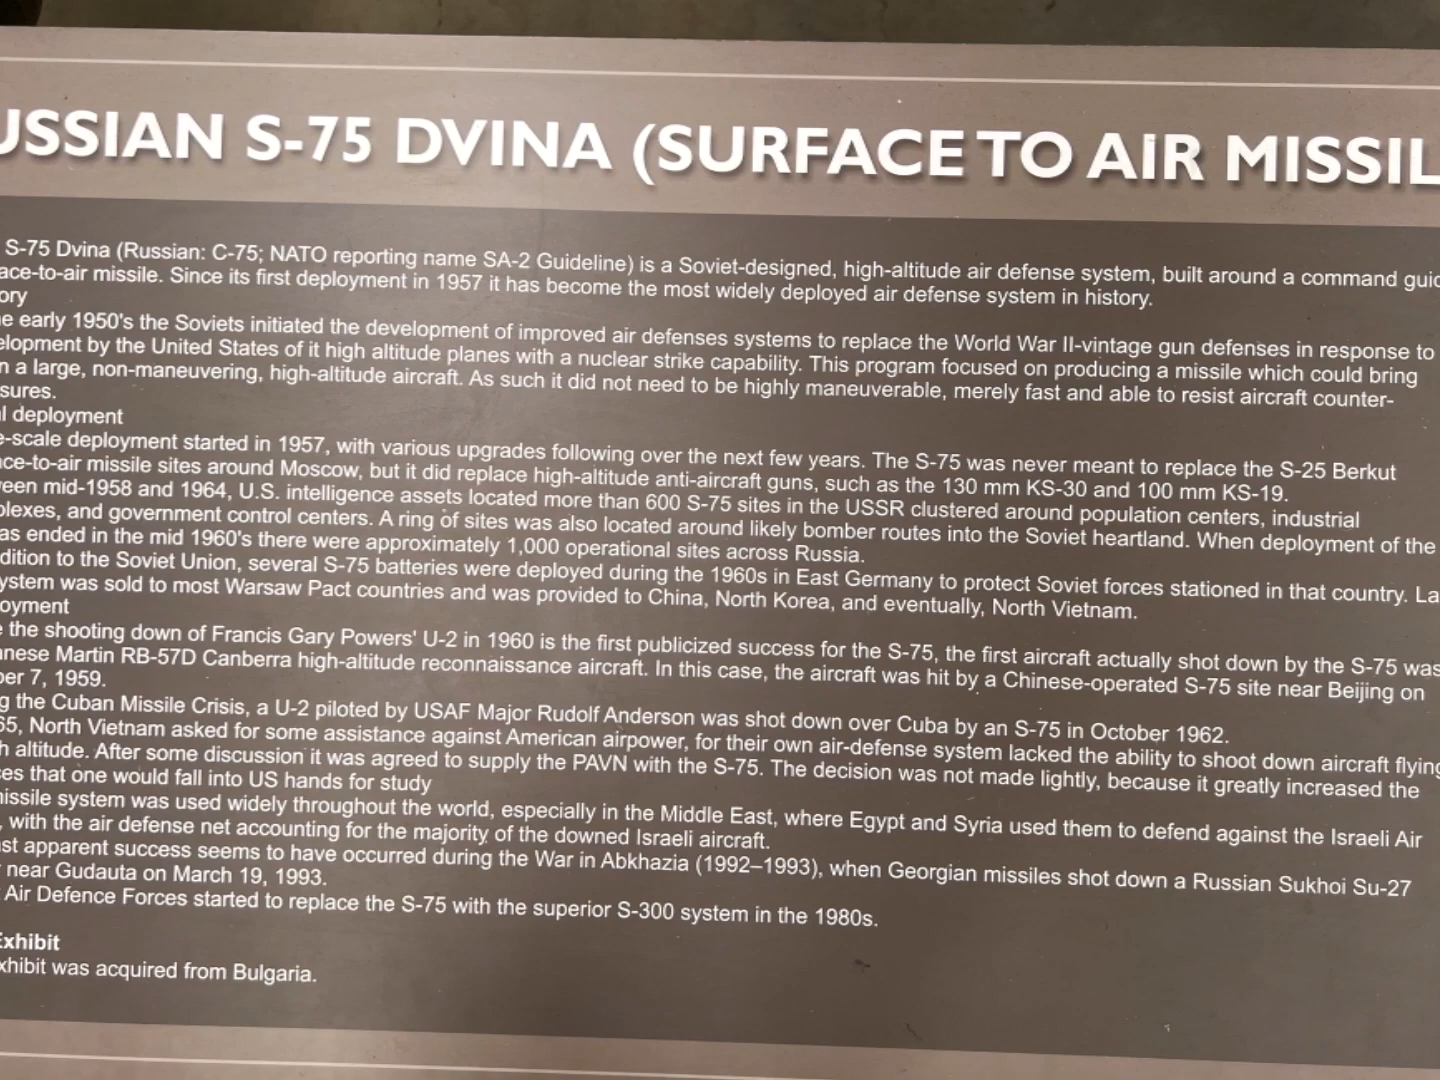 USSIAN S-75 DVINA (SURFACE TO AIR MISSIL
S-75 Dvina (Russian: C-75; NATO reporting name SA-2 Guideline) is a Soviet-designed, high-altitude air defense system, built around a command guid
ace-to-air missile. Since its first deployment in 1957 it has become the most widely deployed air defense system in history.
ory
e early 1950's the Soviets initiated the development of improved air defenses systems to replace the World War II-vintage gun defenses in response to
elopment by the United States of it high altitude planes with a nuclear strike capability. This program focused on producing a missile which could bring
n a large, non-maneuvering, high-altitude aircraft. As such it did not need to be highly maneuverable, merely fast and able to resist aircraft counter-
sures.
l deployment
e-scale deployment started in 1957, with various upgrades following over the next few years. The S-75 was never meant to replace the S-25 Berkut
ace-to-air missile sites around Moscow, but it did replace high-altitude anti-aircraft guns, such as the 130 mm KS-30 and 100 mm KS-19.
een mid-1958 and 1964, U.S. intelligence assets located more than 600 S-75 sites in the USSR clustered around population centers, industrial
plexes, and government control centers. A ring of sites was also located around likely bomber routes into the Soviet heartland. When deployment of the
as ended in the mid 1960's there were approximately 1,000 operational sites across Russia.
dition to the Soviet Union, several S-75 batteries were deployed during the 1960s in East Germany to protect Soviet forces stationed in that country. La
ystem was sold to most Warsaw Pact countries and was provided to China, North Korea, and eventually, North Vietnam.
oyment
e the shooting down of Francis Gary Powers' U-2 in 1960 is the first publicized success for the S-75, the first aircraft actually shot down by the S-75 was
anese Martin RB-57D Canberra high-altitude reconnaissance aircraft. In this case, the aircraft was hit by a Chinese-operated S-75 site near Beijing on
ber 7, 1959.
g the Cuban Missile Crisis, a U-2 piloted by USAF Major Rudolf Anderson was shot down over Cuba by an S-75 in October 1962.
65, North Vietnam asked for some assistance against American airpower, for their own air-defense system lacked the ability to shoot down aircraft flying
h altitude. After some discussion it was agreed to supply the PAVN with the S-75. The decision was not made lightly, because it greatly increased the
ces that one would fall into US hands for study
missile system was used widely throughout the world, especially in the Middle East, where Egypt and Syria used them to defend against the Israeli Air
, with the air defense net accounting for the majority of the downed Israeli aircraft.
st apparent success seems to have occurred during the War in Abkhazia (1992–1993), when Georgian missiles shot down a Russian Sukhoi Su-27
near Gudauta on March 19, 1993.
Air Defence Forces started to replace the S-75 with the superior S-300 system in the 1980s.
Exhibit
xhibit was acquired from Bulgaria.